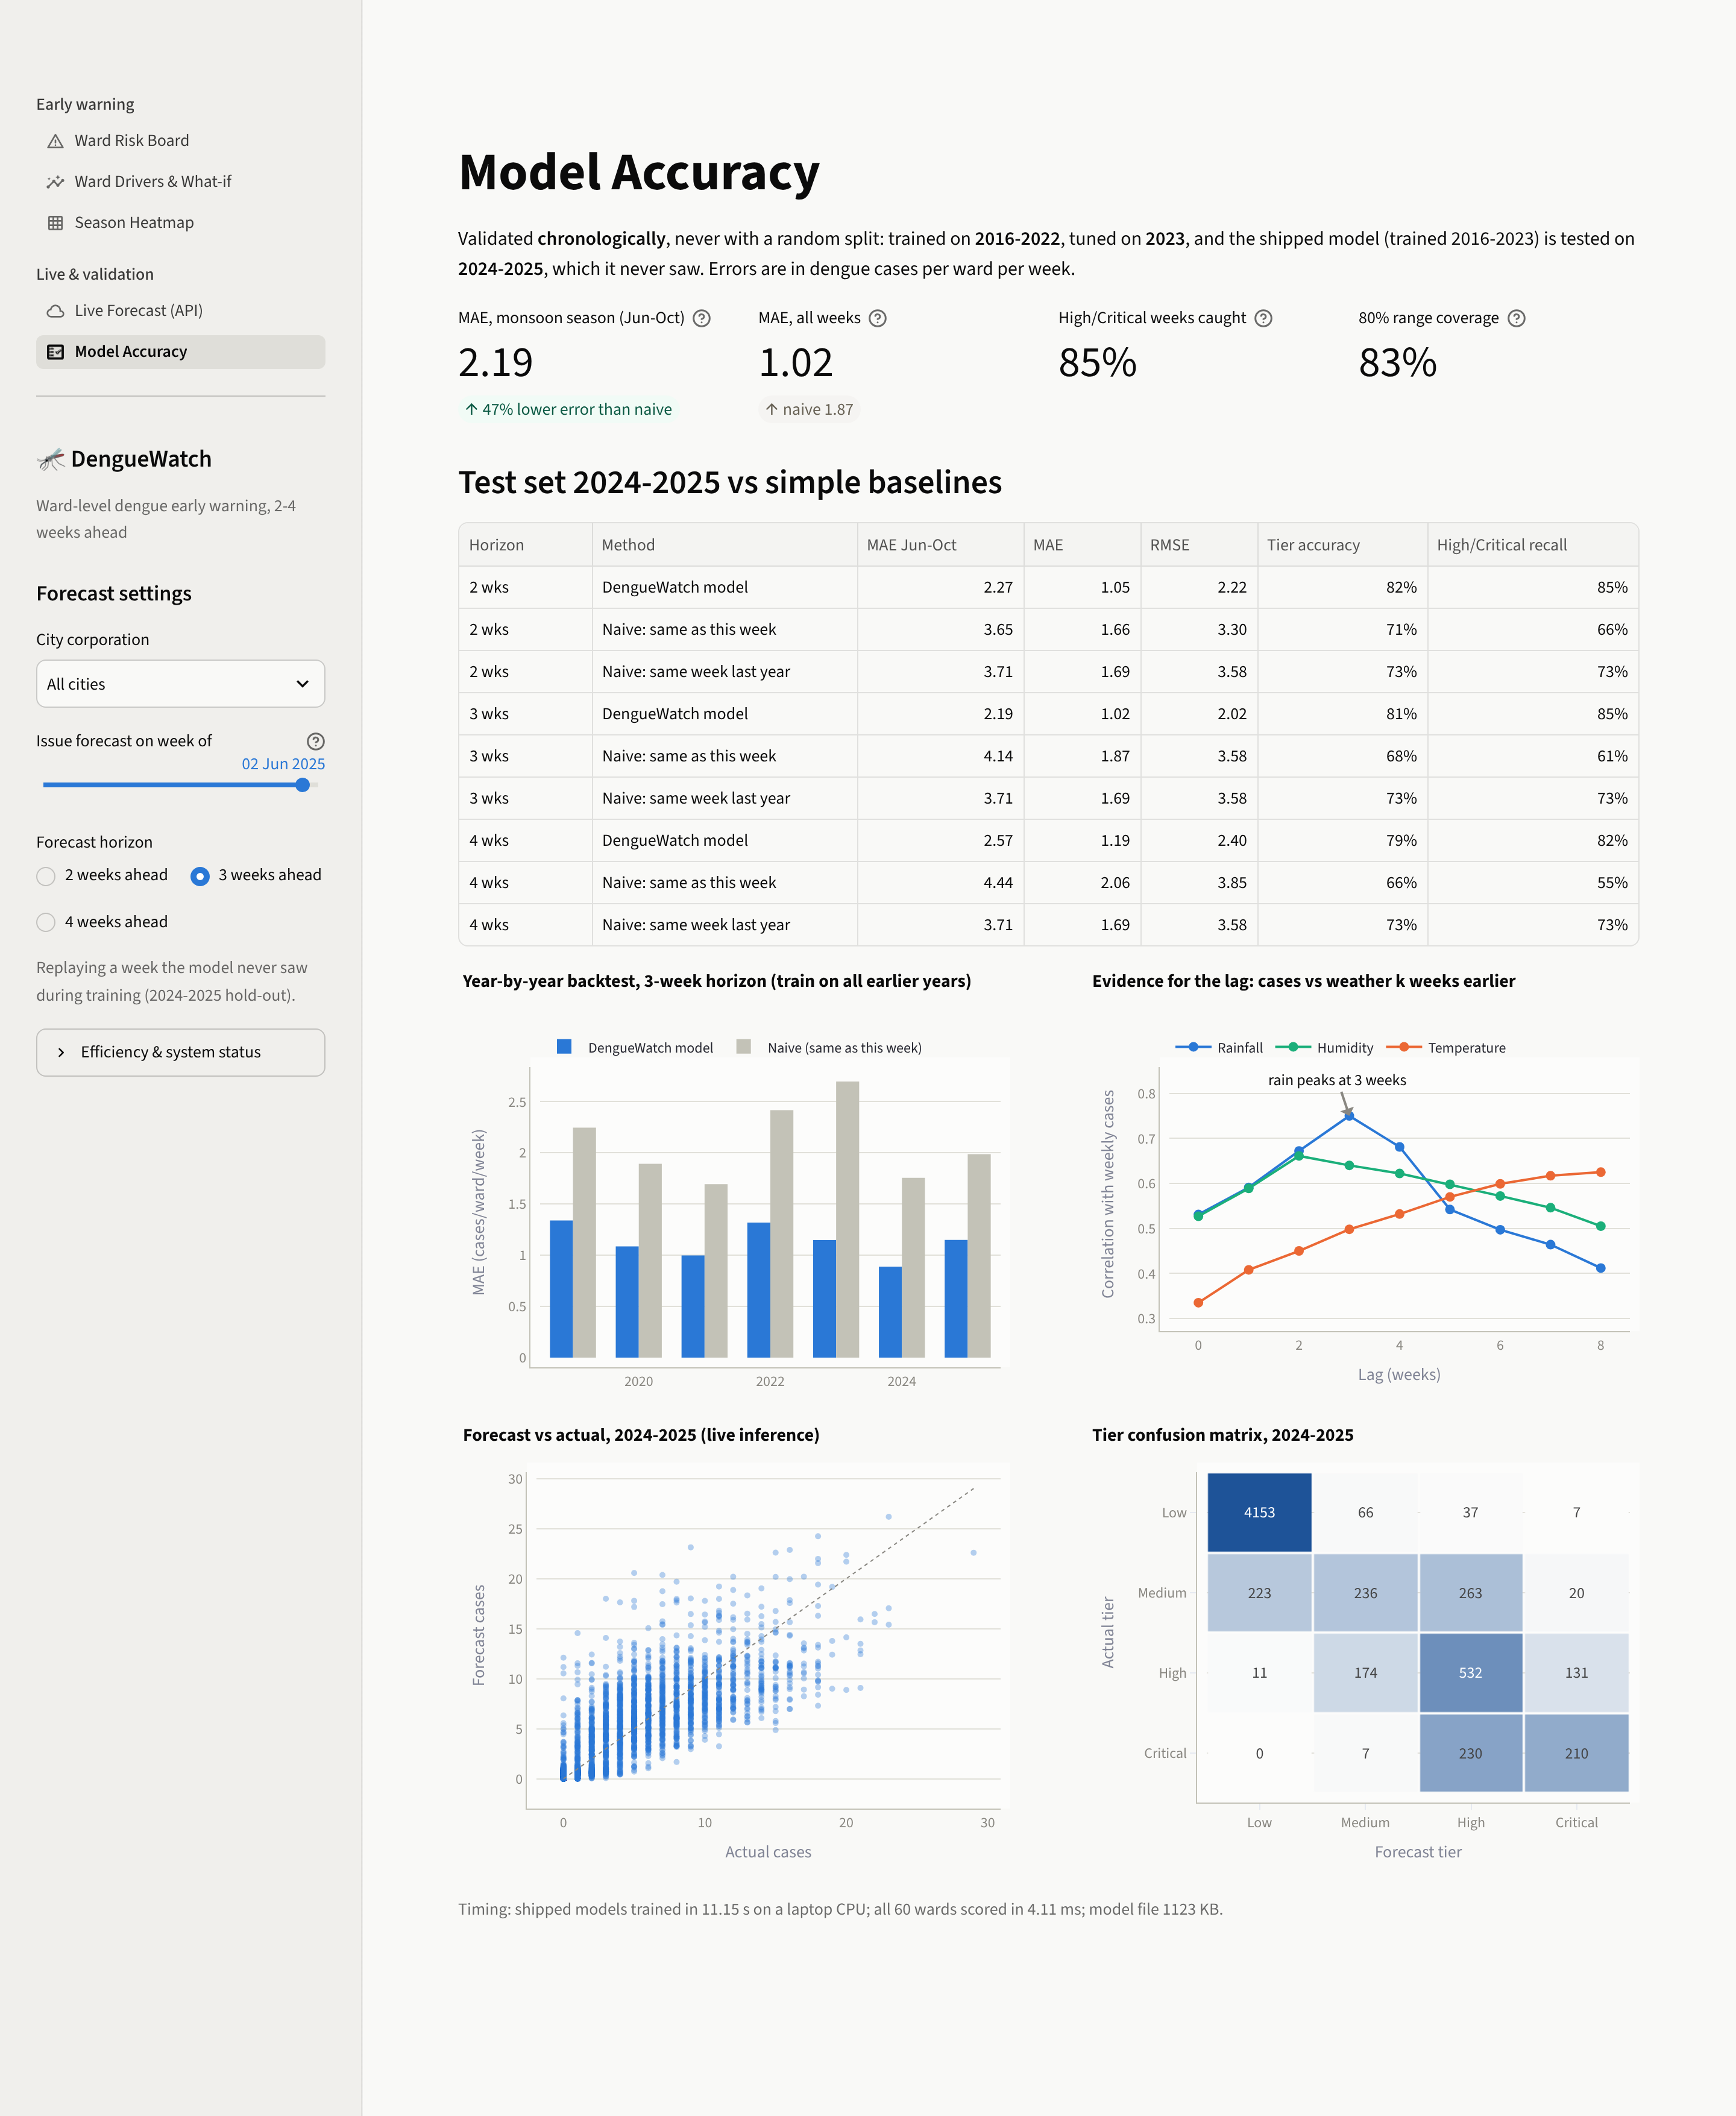 Early warning
Ward Risk Board
Ward Drivers & What-if
Season Heatmap
Live & validation
Live Forecast (API)
Model Accuracy
DengueWatch
Ward-level dengue early warning, 2-4
weeks ahead
Forecast settings
City corporation
All cities
Issue forecast on week of
02 Jun 2025
Forecast horizon
2 weeks ahead
3 weeks ahead
4 weeks ahead
Replaying a week the model never saw
during training (2024-2025 hold-out).
Efficiency & system status
Model Accuracy
Validated chronologically, never with a random split: trained on 2016-2022, tuned on 2023, and the shipped model (trained 2016-2023) is tested on
2024-2025, which it never saw. Errors are in dengue cases per ward per week.
MAE, monsoon season (Jun-Oct)
2.19
↑ 47% lower error than naive
MAE, all weeks
1.02
↑ naive 1.87
High/Critical weeks caught
85%
80% range coverage
83%
Test set 2024-2025 vs simple baselines
Horizon Method MAE Jun-Oct MAE RMSE Tier accuracy High/Critical recall
2 wks DengueWatch model 2.27 1.05 2.22 82% 85%
2 wks Naive: same as this week 3.65 1.66 3.30 71% 66%
2 wks Naive: same week last year 3.71 1.69 3.58 73% 73%
3 wks DengueWatch model 2.19 1.02 2.02 81% 85%
3 wks Naive: same as this week 4.14 1.87 3.58 68% 61%
3 wks Naive: same week last year 3.71 1.69 3.58 73% 73%
4 wks DengueWatch model 2.57 1.19 2.40 79% 82%
4 wks Naive: same as this week 4.44 2.06 3.85 66% 55%
4 wks Naive: same week last year 3.71 1.69 3.58 73% 73%
Year-by-year backtest, 3-week horizon (train on all earlier years)
DengueWatch model Naive (same as this week)
MAE (cases/ward/week)
2.5
2
1.5
1
0.5
0
2020 2022 2024
Evidence for the lag: cases vs weather k weeks earlier
Rainfall Humidity Temperature
rain peaks at 3 weeks
Correlation with weekly cases
0.8
0.7
0.6
0.5
0.4
0.3
0 2 4 6 8
Lag (weeks)
Forecast vs actual, 2024-2025 (live inference)
Forecast cases
30
25
20
15
10
5
0
0 10 20 30
Actual cases
Tier confusion matrix, 2024-2025
Actual tier
Low 4153 66 37 7
Medium 223 236 263 20
High 11 174 532 131
Critical 0 7 230 210
Low Medium High Critical
Forecast tier
Timing: shipped models trained in 11.15 s on a laptop CPU; all 60 wards scored in 4.11 ms; model file 1123 KB.